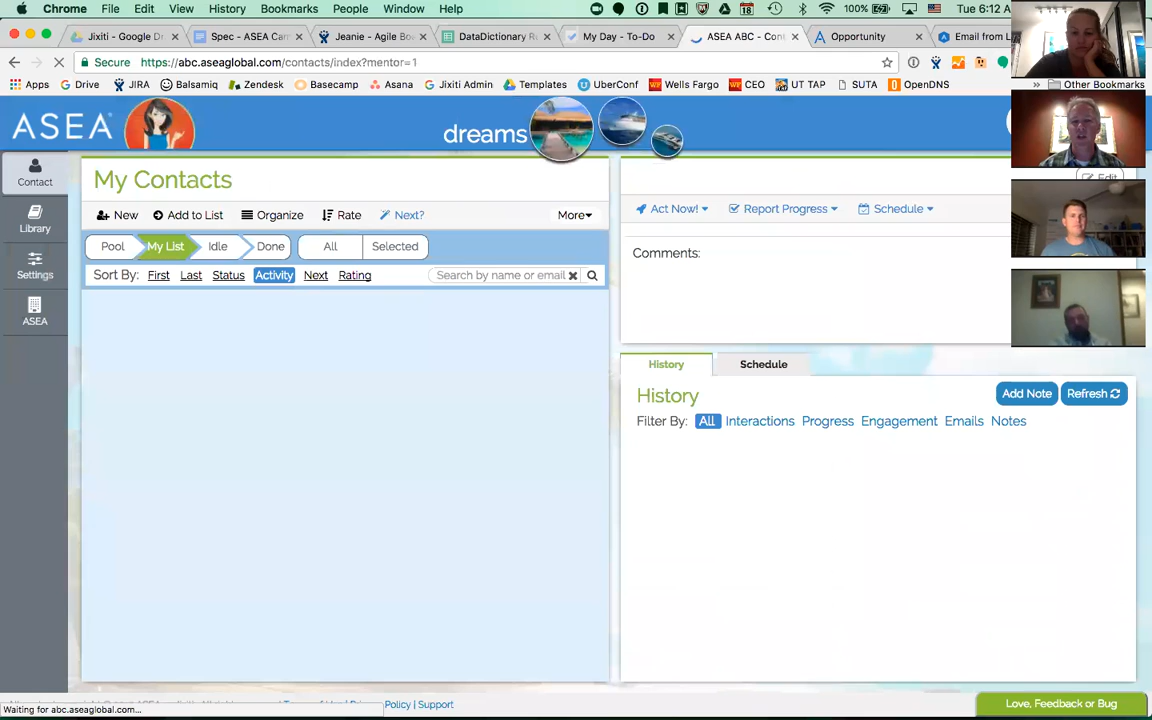 Chrome File Edit View History Bookmarks People Window Help 18 100% Tue 6:12 A
Jixiti - Google Dr Spec - ASEA Cam Jeanie - Agile Bo DataDictionary R My Day - To-Do ASEA ABC - Con Opportunity Email from L
Secure https://abc.aseaglobal.com/contacts/index?mentor=1
Apps Drive JIRA Balsamiq Zendesk Basecamp Asana Jixiti Admin Templates UberConf Wells Fargo CEO UT TAP SUTA OpenDNS » Other Bookmarks
ASEA dreams
Contact
Library
Settings
ASEA
My Contacts
New Add to List Organize Rate Next? More
Pool My List Idle Done All Selected
Sort By: First Last Status Activity Next Rating Search by name or email
Edit
Act Now! Report Progress Schedule
Comments:
History Schedule
History Add Note Refresh
Filter By: All Interactions Progress Engagement Emails Notes
Policy | Support
Waiting for abc.aseaglobal.com...
Love, Feedback or Bug